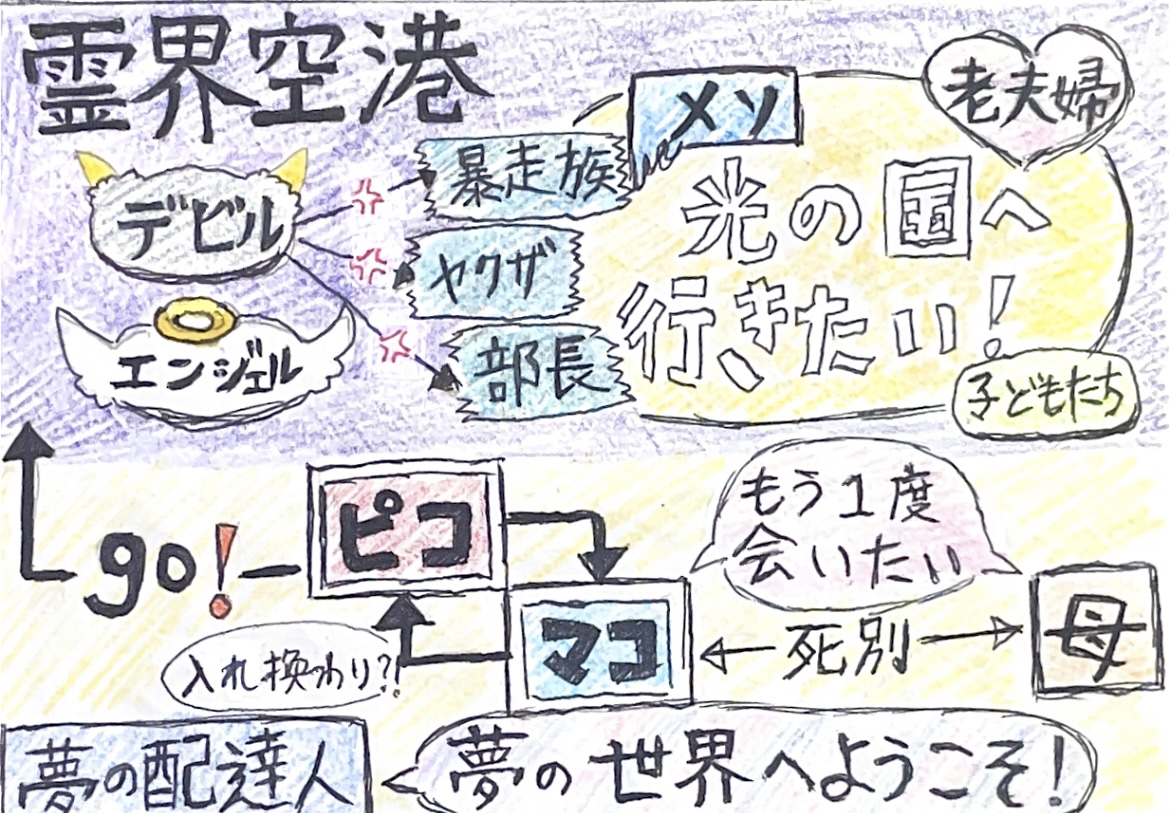 霊界空港
老夫婦
メソ
暴走族
デビル
光の国へ
行きたい!
ヤクザ
エンジェル
部長
子どもたち
もう1度
会いたい
ピコ
go!
マコ
死別
母
入れ換わり?!
夢の配達人
夢の世界へようこそ!